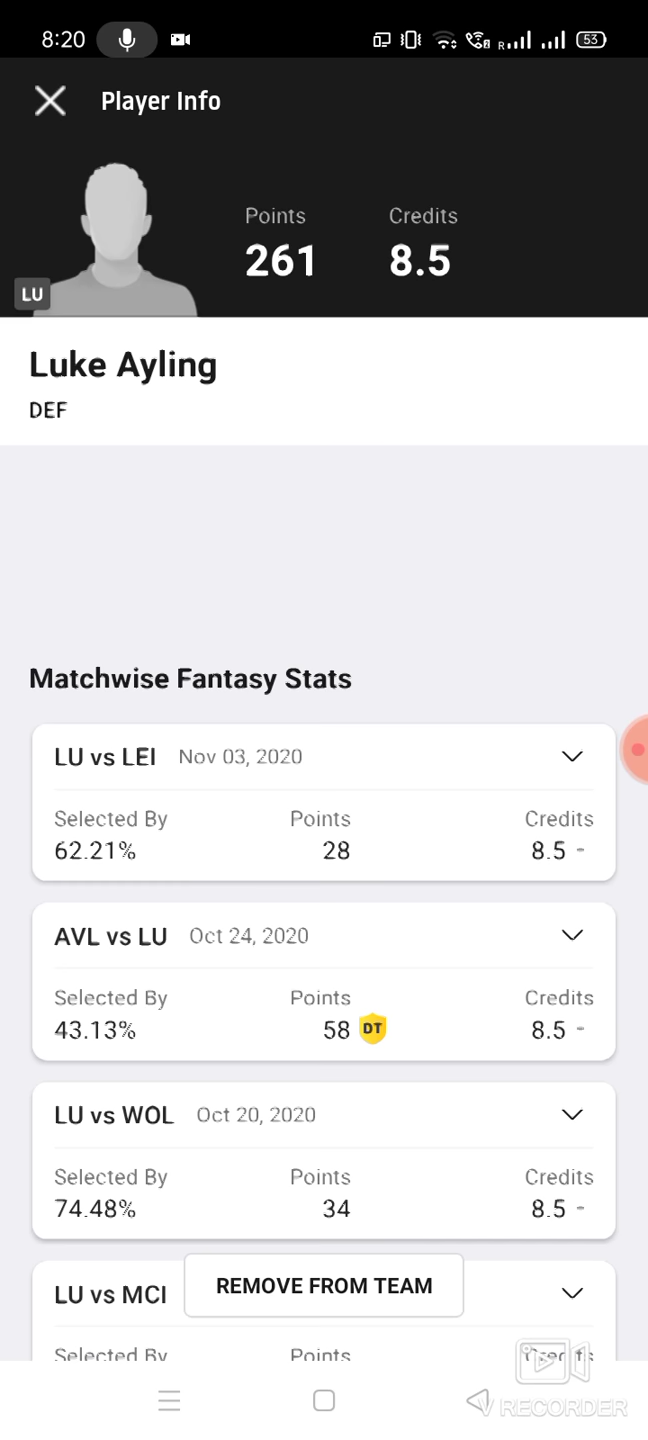 8:20
R
53
Player Info
Points
Credits
261
8.5
LU
Luke Ayling
DEF
Matchwise Fantasy Stats
LU vs LEI Nov 03, 2020
Selected By Points Credits
62.21% 28 8.5 -
AVL vs LU Oct 24, 2020
Selected By Points Credits
43.13% 58 DT 8.5 -
LU vs WOL Oct 20, 2020
Selected By Points Credits
74.48% 34 8.5 -
LU vs MCI
REMOVE FROM TEAM
Selected By Points Credits
V RECORDER